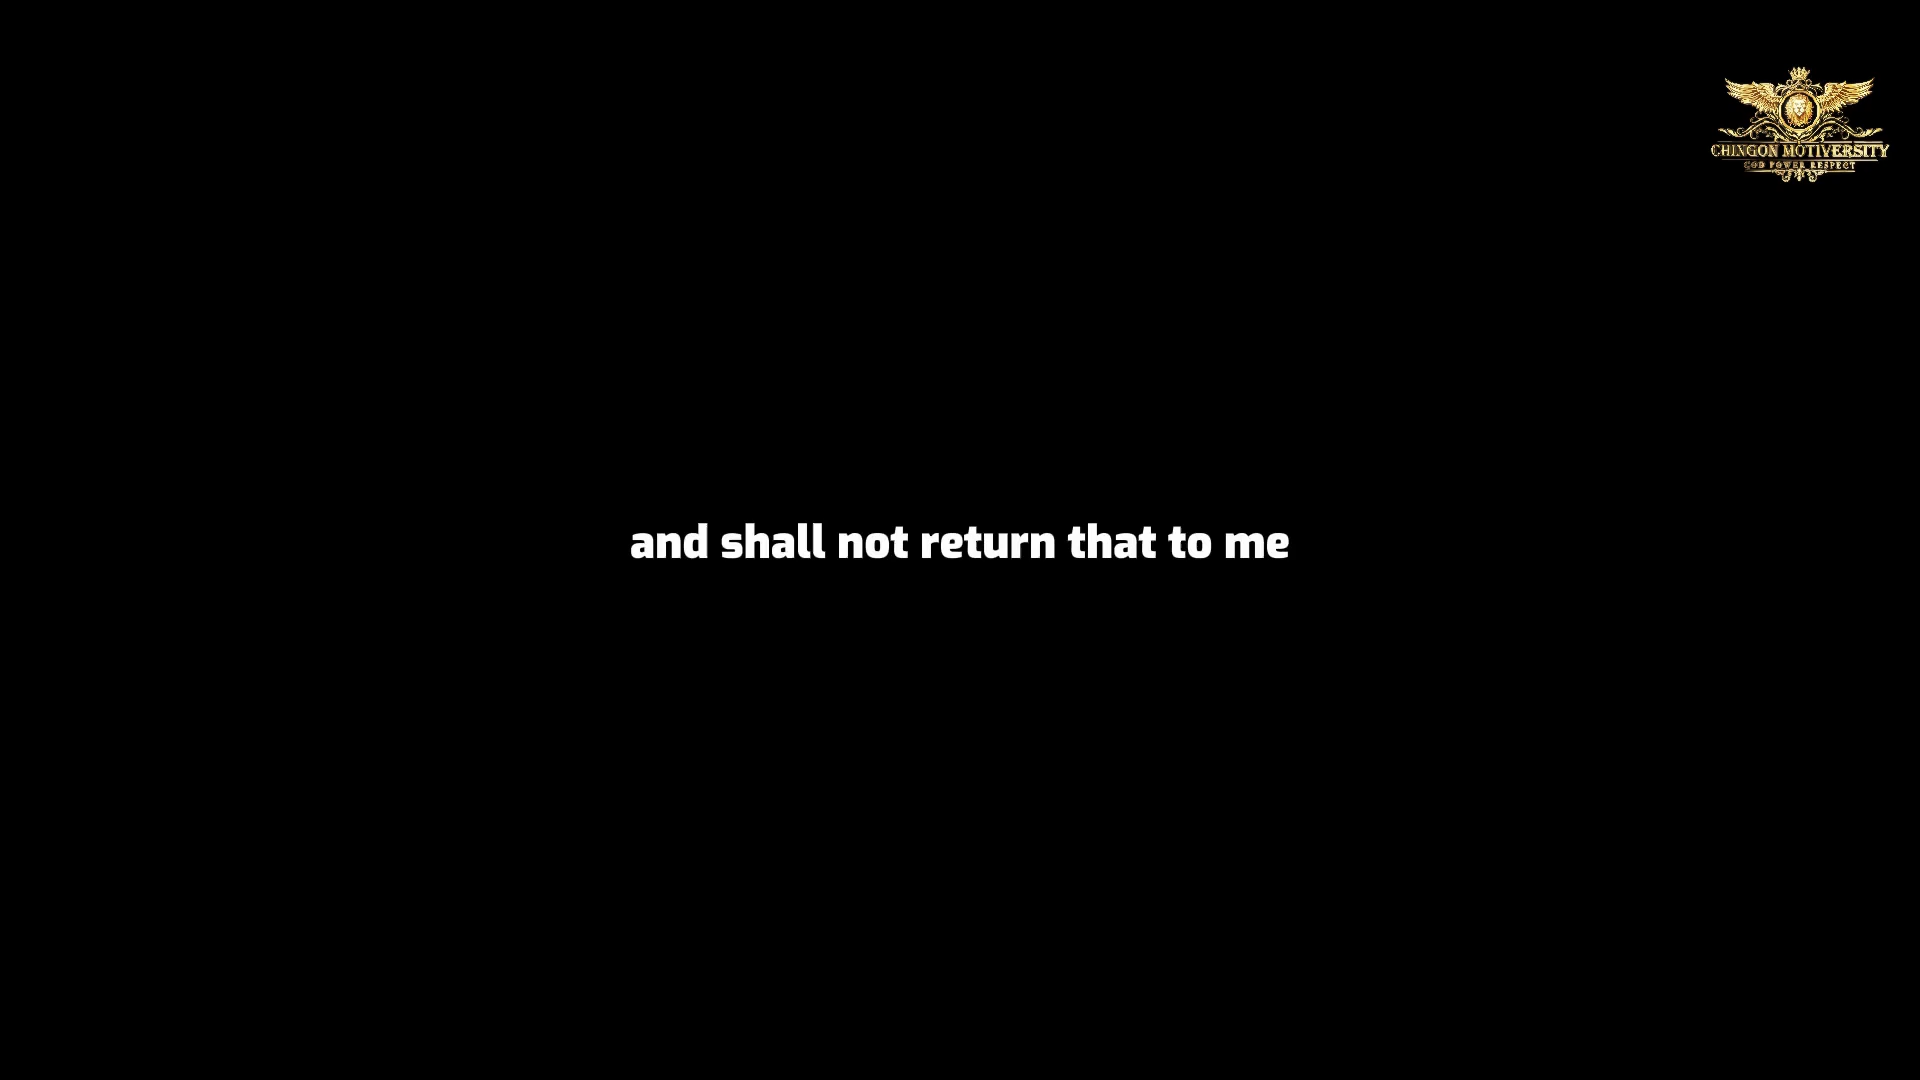 CHINGON MOTIVERSITY
GOD POWER RESPECT
and shall not return that to me